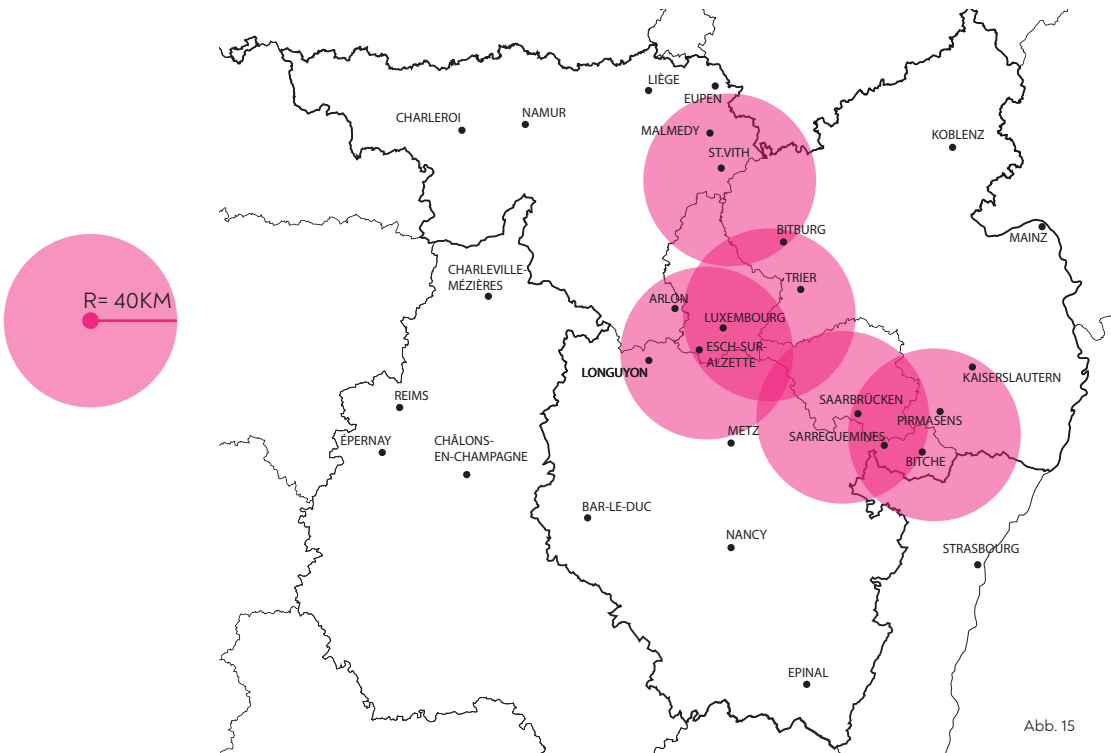 R= 40KM
LIÈGE
EUPEN
CHARLEROI
NAMUR
MALMEDY
KOBLENZ
ST.VITH
BITBURG
MAINZ
CHARLEVILLE-
MÉZIÈRES
TRIER
ARLON
LUXEMBOURG
ESCH-SUR-
ALZETTE
LONGUYON
KAISERSLAUTERN
REIMS
SAARBRÜCKEN
PIRMASENS
METZ
SARREGUEMINES
BITCHE
ÉPERNAY
CHÂLONS-
EN-CHAMPAGNE
BAR-LE-DUC
NANCY
STRASBOURG
EPINAL
Abb. 15